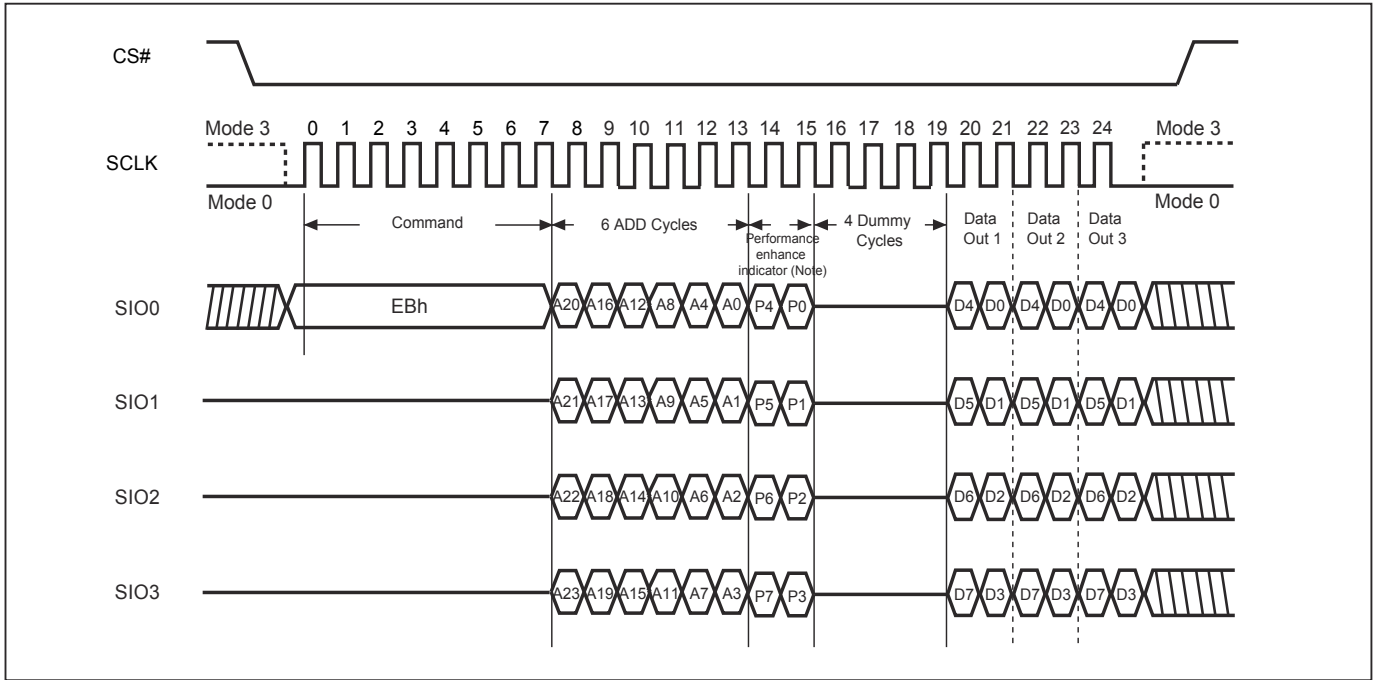 CS#
Mode 3 0 1 2 3 4 5 6 7 8 9 10 11 12 13 14 15 16 17 18 19 20 21 22 23 24 Mode 3
SCLK
Mode 0 Mode 0
Command 6 ADD Cycles Performance enhance indicator (Note) 4 Dummy Cycles Data Out 1 Data Out 2 Data Out 3
SIO0 EBh A20 A16 A12 A8 A4 A0 P4 P0 D4 D0 D4 D0 D4 D0
SIO1 A21 A17 A13 A9 A5 A1 P5 P1 D5 D1 D5 D1 D5 D1
SIO2 A22 A18 A14 A10 A6 A2 P6 P2 D6 D2 D6 D2 D6 D2
SIO3 A23 A19 A15 A11 A7 A3 P7 P3 D7 D3 D7 D3 D7 D3